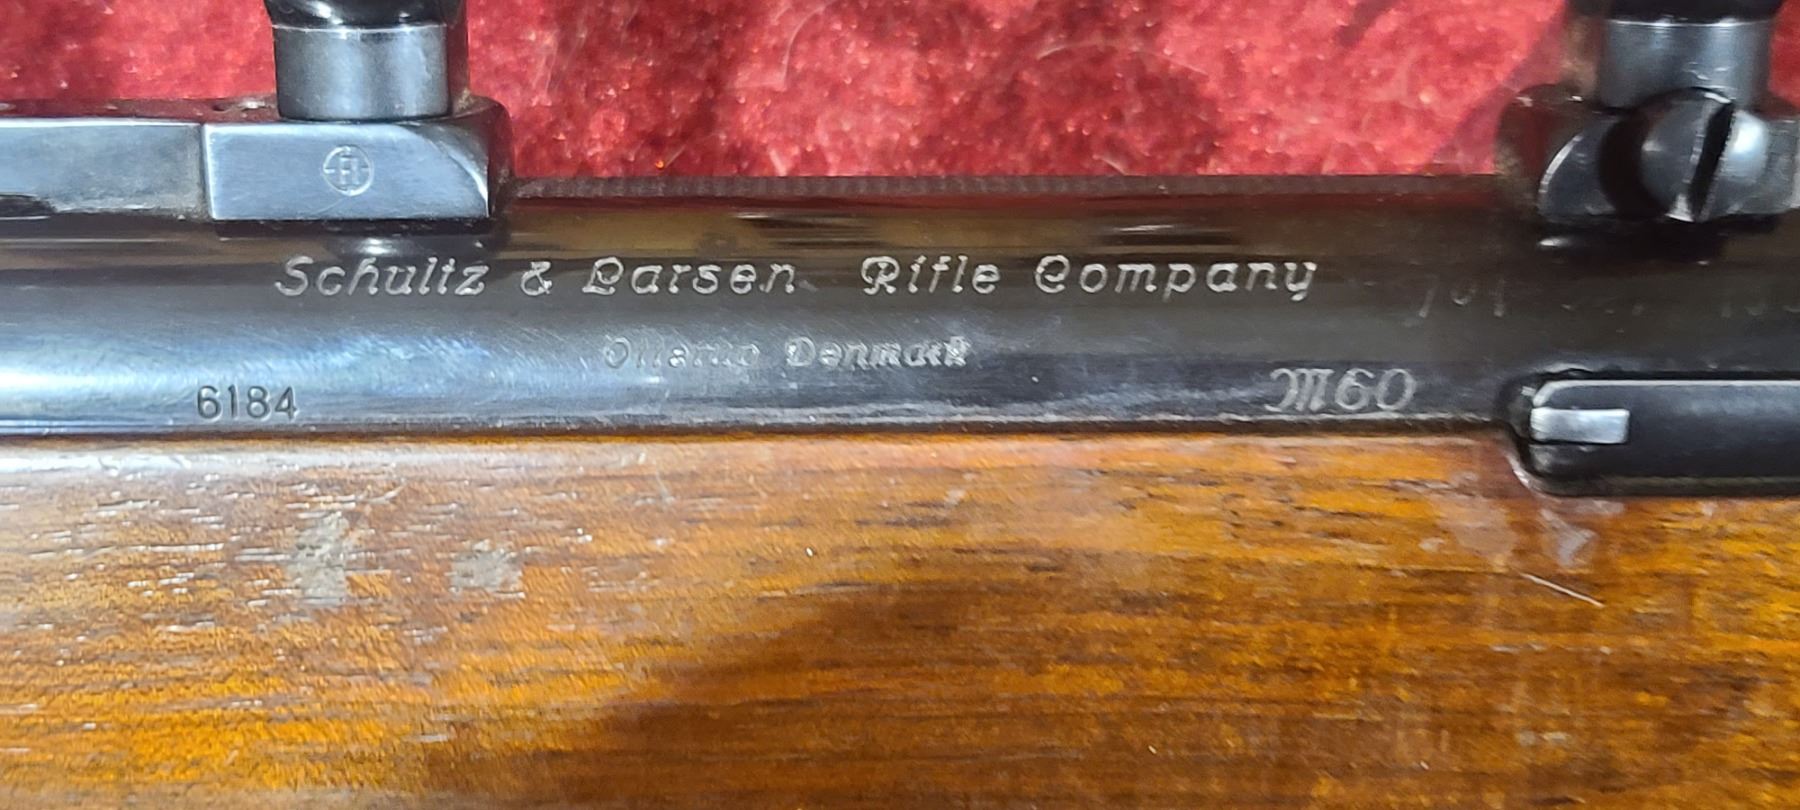 Schultz & Larsen Rifle Company
Otterup Denmark
6184
M60